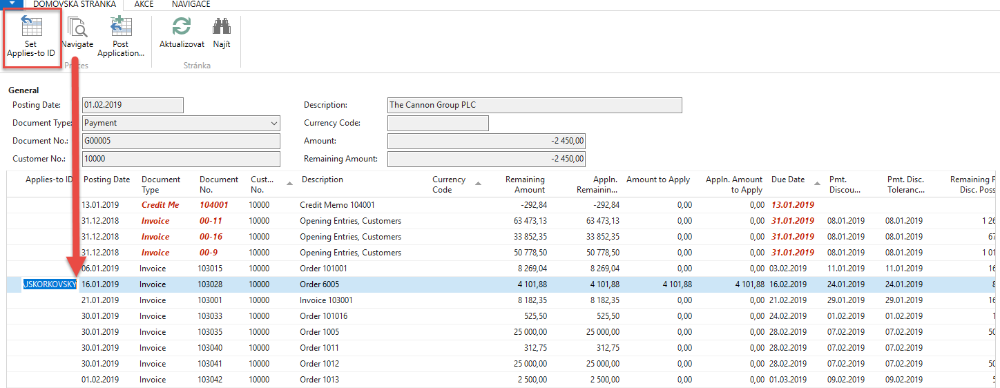 DOMOVSKÁ STRÁNKA AKCE NAVIGACE
Set Navigate Post Aktualizovat Najít
Applies-to ID Application...
Proces Stránka
General
Posting Date: 01.02.2019 Description: The Cannon Group PLC
Document Type: Payment Currency Code:
Document No.: G00005 Amount: -2 450,00
Customer No.: 10000 Remaining Amount: -2 450,00
Applies-to ID Posting Date Document Document Cust... Description Currency Remaining Appln. Amount to Apply Appln. Amount Due Date Pmt. Pmt. Disc. Remaining P
Type No. No. Code Amount Remainin... to Apply Discou... Toleranc... Disc. Poss
13.01.2019 Credit Me 104001 10000 Credit Memo 104001 -292,84 -292,84 0,00 0,00 13.01.2019
31.12.2018 Invoice 00-11 10000 Opening Entries, Customers 63 473,13 63 473,13 0,00 0,00 31.01.2019 08.01.2019 08.01.2019 1 26
31.12.2018 Invoice 00-16 10000 Opening Entries, Customers 33 852,35 33 852,35 0,00 0,00 31.01.2019 08.01.2019 08.01.2019 67
31.12.2018 Invoice 00-9 10000 Opening Entries, Customers 50 778,50 50 778,50 0,00 0,00 31.01.2019 08.01.2019 08.01.2019 1 01
06.01.2019 Invoice 103015 10000 Order 101001 8 269,04 8 269,04 0,00 0,00 03.02.2019 11.01.2019 11.01.2019 16
USKORKOVSKY 16.01.2019 Invoice 103028 10000 Order 6005 4 101,88 4 101,88 4 101,88 4 101,88 16.02.2019 24.01.2019 24.01.2019 8
21.01.2019 Invoice 103001 10000 Invoice 103001 8 182,35 8 182,35 0,00 0,00 21.02.2019 29.01.2019 29.01.2019 16
30.01.2019 Invoice 103033 10000 Order 101016 525,50 525,50 0,00 0,00 24.02.2019 01.02.2019 01.02.2019 1
30.01.2019 Invoice 103035 10000 Order 1005 25 000,00 25 000,00 0,00 0,00 28.02.2019 07.02.2019 07.02.2019 50
30.01.2019 Invoice 103040 10000 Order 1011 312,75 312,75 0,00 0,00 28.02.2019 07.02.2019 07.02.2019
30.01.2019 Invoice 103041 10000 Order 1012 25 000,00 25 000,00 0,00 0,00 28.02.2019 07.02.2019 07.02.2019 50
01.02.2019 Invoice 103042 10000 Order 1013 2 500,00 2 500,00 0,00 0,00 01.03.2019 09.02.2019 09.02.2019 5